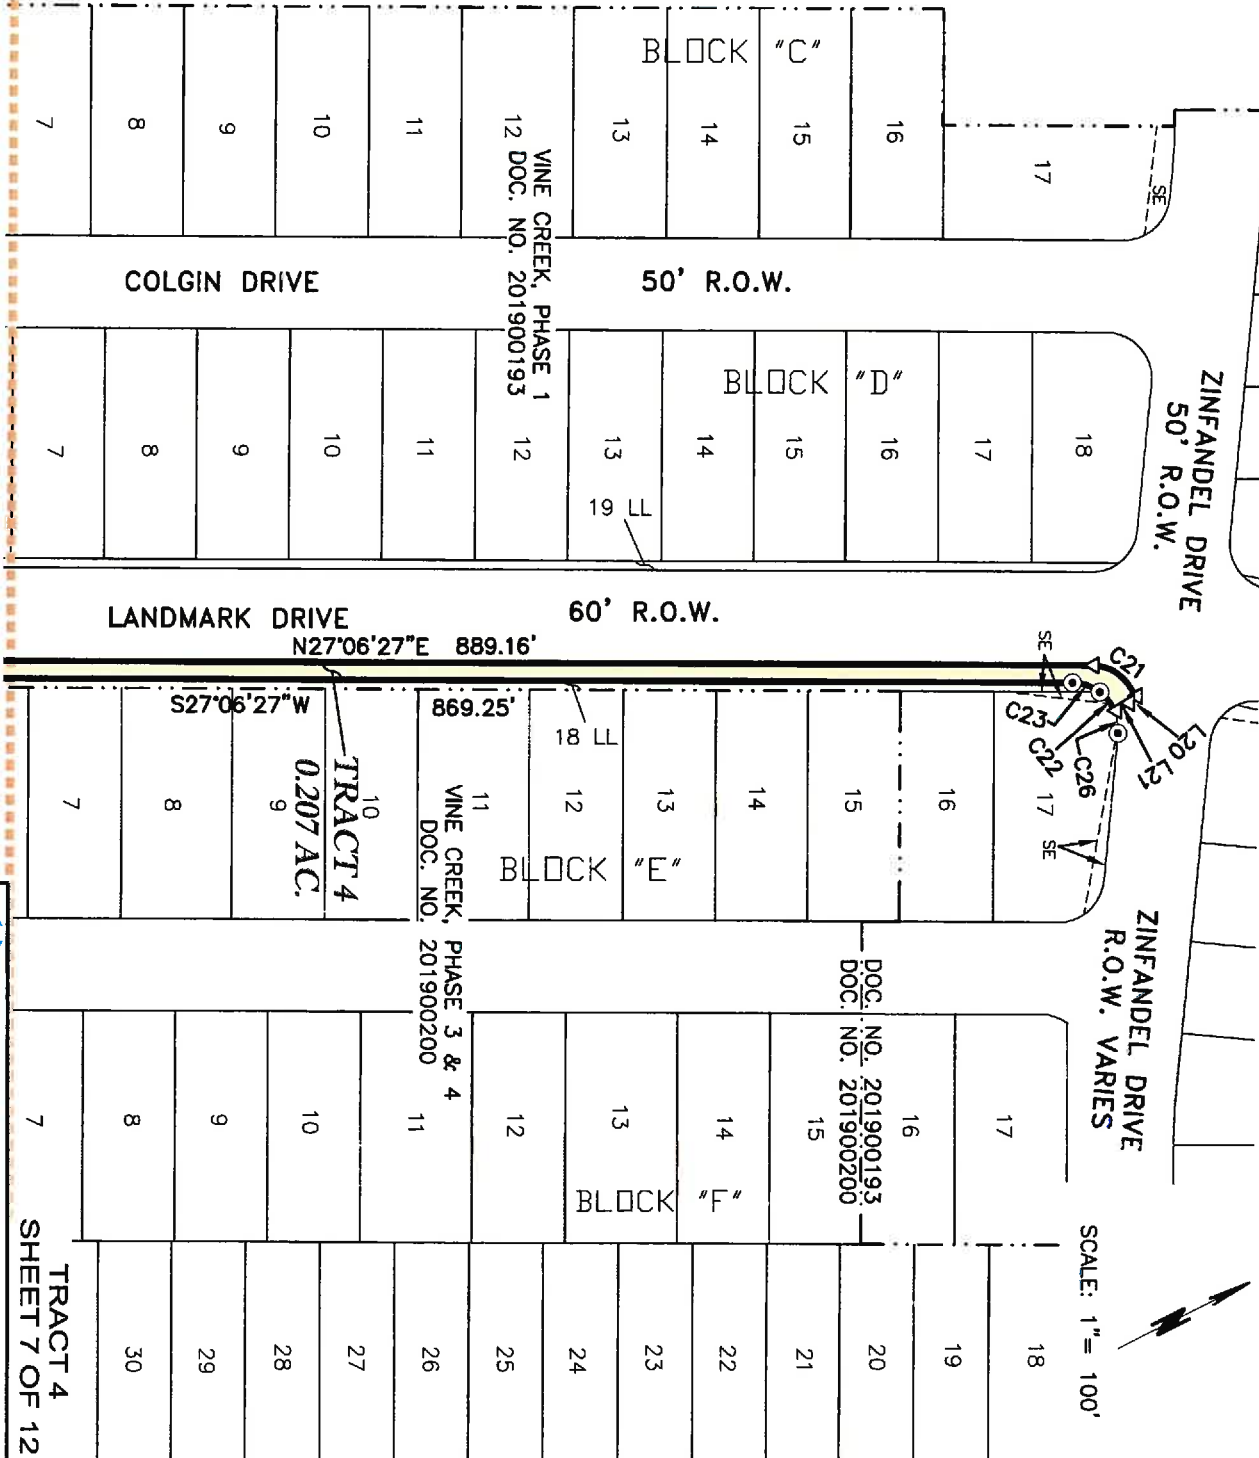 BLOCK "C"
7
8
9
10
11
12
13
14
15
16
17
SE
VINE CREEK, PHASE 1
DOC. NO. 201900193
COLGIN DRIVE
50' R.O.W.
ZINFANDEL DRIVE
50' R.O.W.
BLOCK "D"
7
8
9
10
11
12
13
14
15
16
17
18
19 LL
LANDMARK DRIVE
60' R.O.W.
N27°06'27"E 889.16'
S27°06'27"W 869.25'
18 LL
SE
C21
C23
C22
C26
L20
L21
SE
TRACT 4
0.207 AC.
7
8
9
10
11
12
13
14
15
16
17
BLOCK "E"
VINE CREEK, PHASE 3 & 4
DOC. NO. 201900200
DOC. NO. 201900193
DOC. NO. 201900200
ZINFANDEL DRIVE
R.O.W. VARIES
7
8
9
10
11
12
13
14
15
16
17
BLOCK "F"
30
29
28
27
26
25
24
23
22
21
20
19
18
SCALE: 1"= 100'
TRACT 4
SHEET 7 OF 12